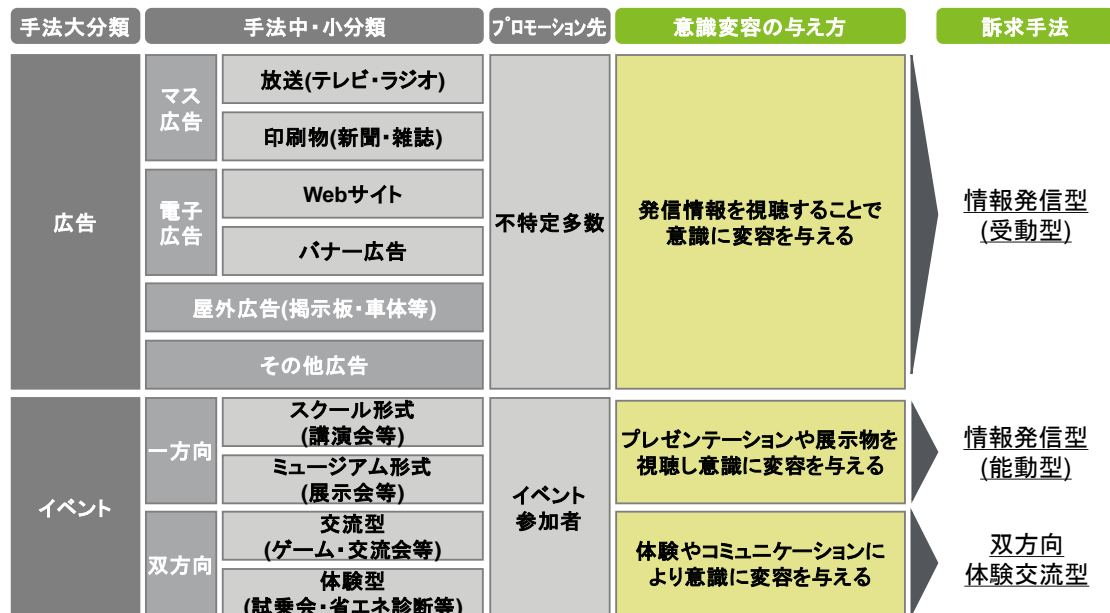 手法大分類
手法中・小分類
プロモーション先
意識変容の与え方
訴求手法
広告
マス
広告
放送(テレビ・ラジオ)
印刷物(新聞・雑誌)
電子
広告
Webサイト
バナー広告
屋外広告(掲示板・車体等)
その他広告
不特定多数
発信情報を視聴することで
意識に変容を与える
情報発信型
(受動型)
イベント
一方向
スクール形式
(講演会等)
ミュージアム形式
(展示会等)
双方向
交流型
(ゲーム・交流会等)
体験型
(試乗会・省エネ診断等)
イベント
参加者
プレゼンテーションや展示物を
視聴し意識に変容を与える
情報発信型
(能動型)
体験やコミュニケーションに
より意識に変容を与える
双方向
体験交流型